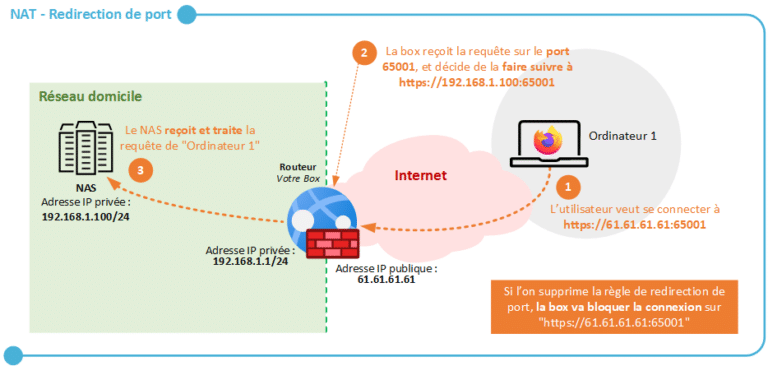 NAT - Redirection de port
2
La box reçoit la requête sur le port
65001, et décide de la faire suivre à
https://192.168.1.100:65001
Réseau domicile
Le NAS reçoit et traite la
requête de "Ordinateur 1"
3
NAS
Adresse IP privée :
192.168.1.100/24
Routeur
Votre Box
Internet
Ordinateur 1
1
L'utilisateur veut se connecter à
https://61.61.61.61:65001
Adresse IP privée :
192.168.1.1/24
Adresse IP publique :
61.61.61.61
Si l'on supprime la règle de redirection de
port, la box va bloquer la connexion sur
"https://61.61.61.61:65001"